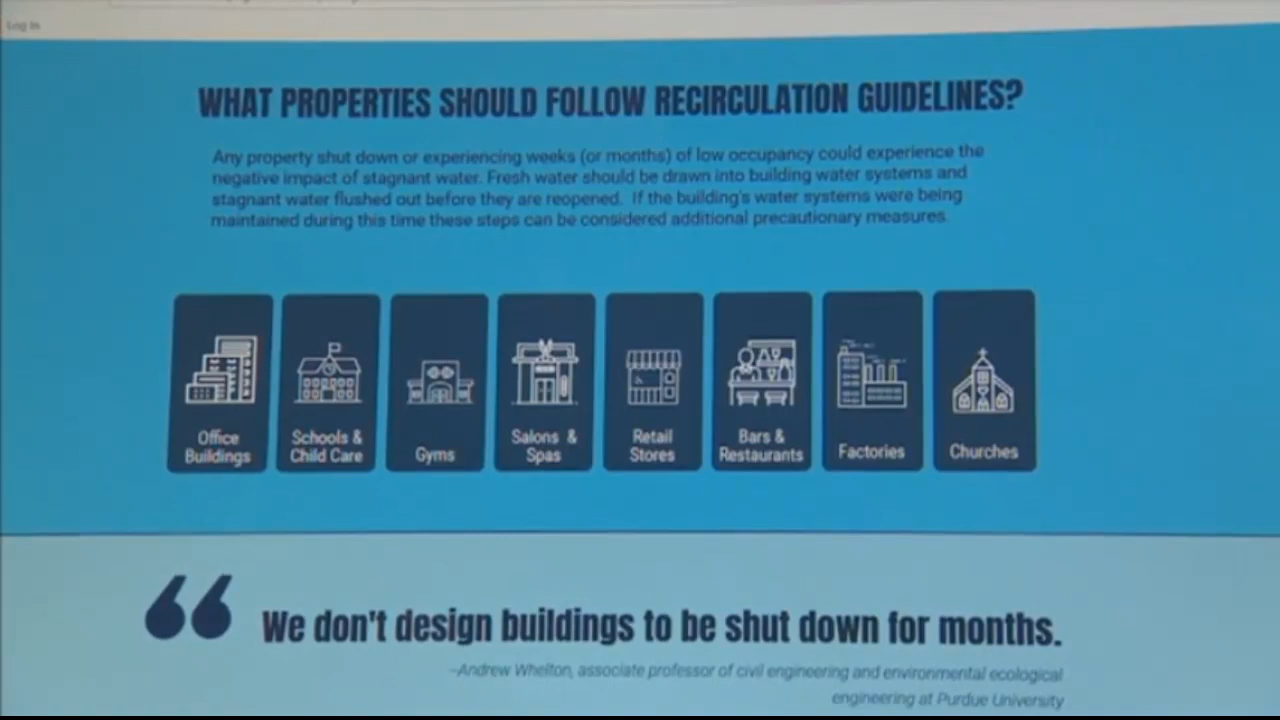 Log In
WHAT PROPERTIES SHOULD FOLLOW RECIRCULATION GUIDELINES?
Any property shut down or experiencing weeks (or months) of low occupancy could experience the
negative impact of stagnant water. Fresh water should be drawn into building water systems and
stagnant water flushed out before they are reopened. If the building's water systems were being
maintained during this time these steps can be considered additional precautionary measures.
Office
Buildings
Schools &
Child Care
Gyms
Salons &
Spas
Retail
Stores
Bars &
Restaurants
Factories
Churches
“ We don't design buildings to be shut down for months.
–Andrew Whelton, associate professor of civil engineering and environmental ecological
engineering at Purdue University